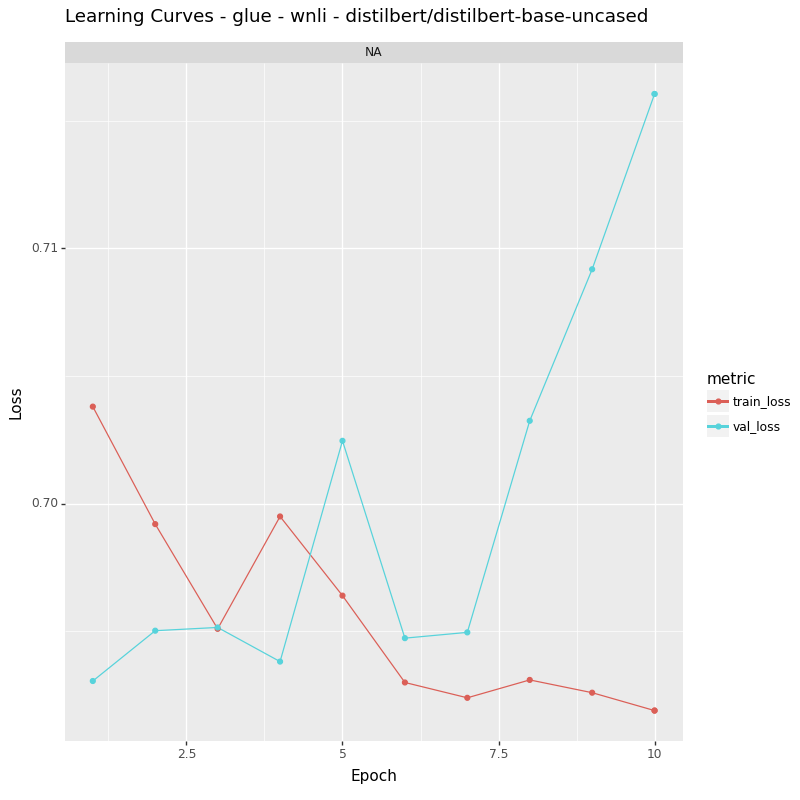 Learning Curves - glue - wnli - distilbert/distilbert-base-uncased
NA
0.71
0.70
Loss
2.5
5
7.5
10
Epoch
metric
train_loss
val_loss